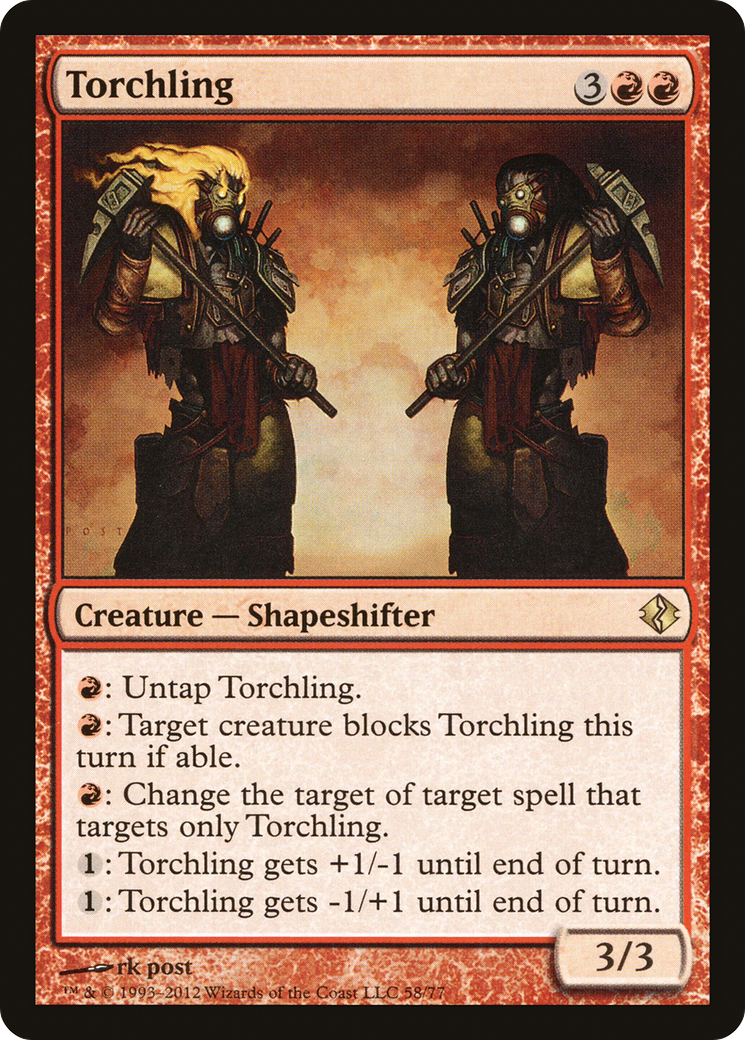 Torchling 3
POST
Creature — Shapeshifter
: Untap Torchling.
: Target creature blocks Torchling this
turn if able.
: Change the target of target spell that
targets only Torchling.
1: Torchling gets +1/-1 until end of turn.
1: Torchling gets -1/+1 until end of turn.
3/3
rk post
™ & © 1993–2012 Wizards of the Coast LLC 58/77